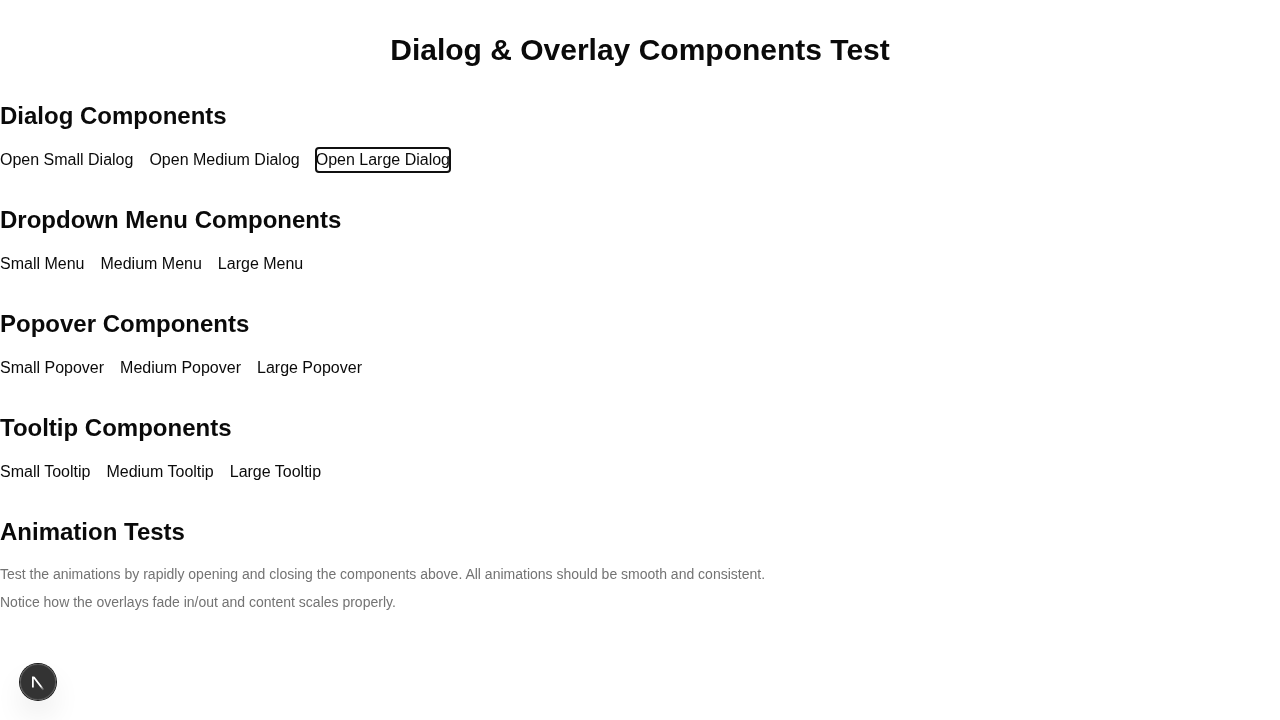 Dialog & Overlay Components Test
Dialog Components
Open Small Dialog Open Medium Dialog Open Large Dialog
Dropdown Menu Components
Small Menu Medium Menu Large Menu
Popover Components
Small Popover Medium Popover Large Popover
Tooltip Components
Small Tooltip Medium Tooltip Large Tooltip
Animation Tests
Test the animations by rapidly opening and closing the components above. All animations should be smooth and consistent.
Notice how the overlays fade in/out and content scales properly.